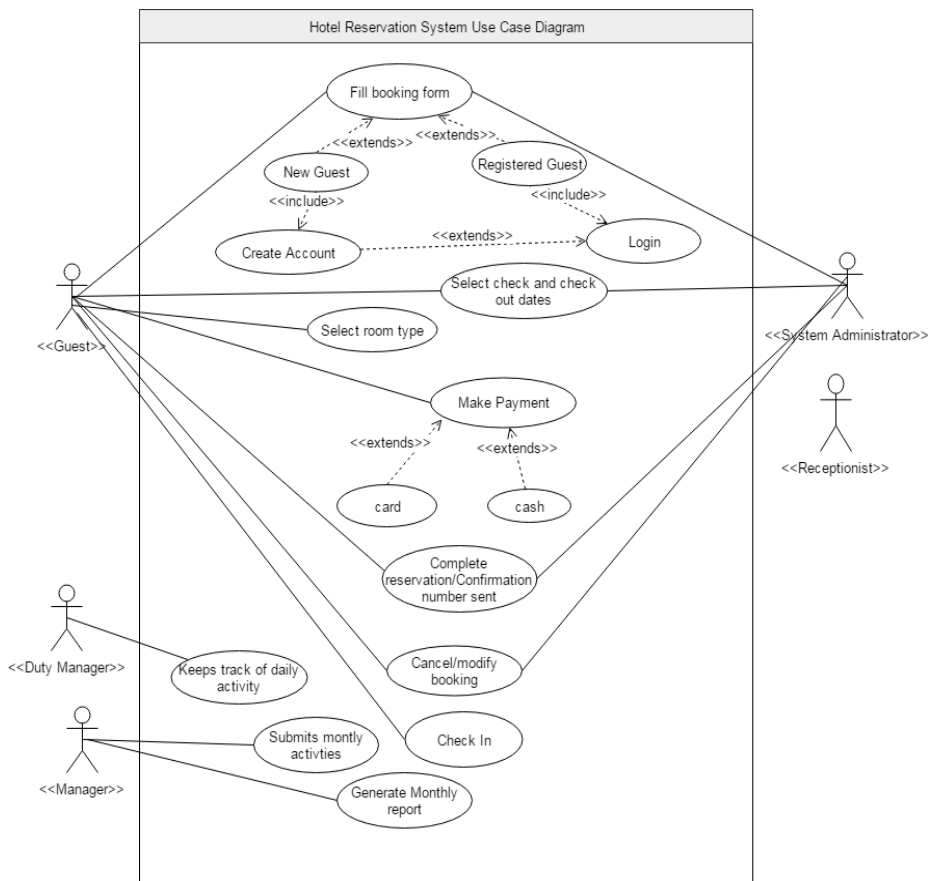 Hotel Reservation System Use Case Diagram
Fill booking form
<<extends>>
<<extends>>
New Guest
Registered Guest
<<include>>
<<include>>
Create Account
<<extends>>
Login
Select check and check
out dates
Select room type
<<Guest>>
<<System Administrator>>
Make Payment
<<extends>>
<<extends>>
<<Receptionist>>
card
cash
Complete
reservation/Confirmation
number sent
<<Duty Manager>>
Keeps track of daily
activity
Cancel/modify
booking
Submits montly
activties
Check In
<<Manager>>
Generate Monthly
report